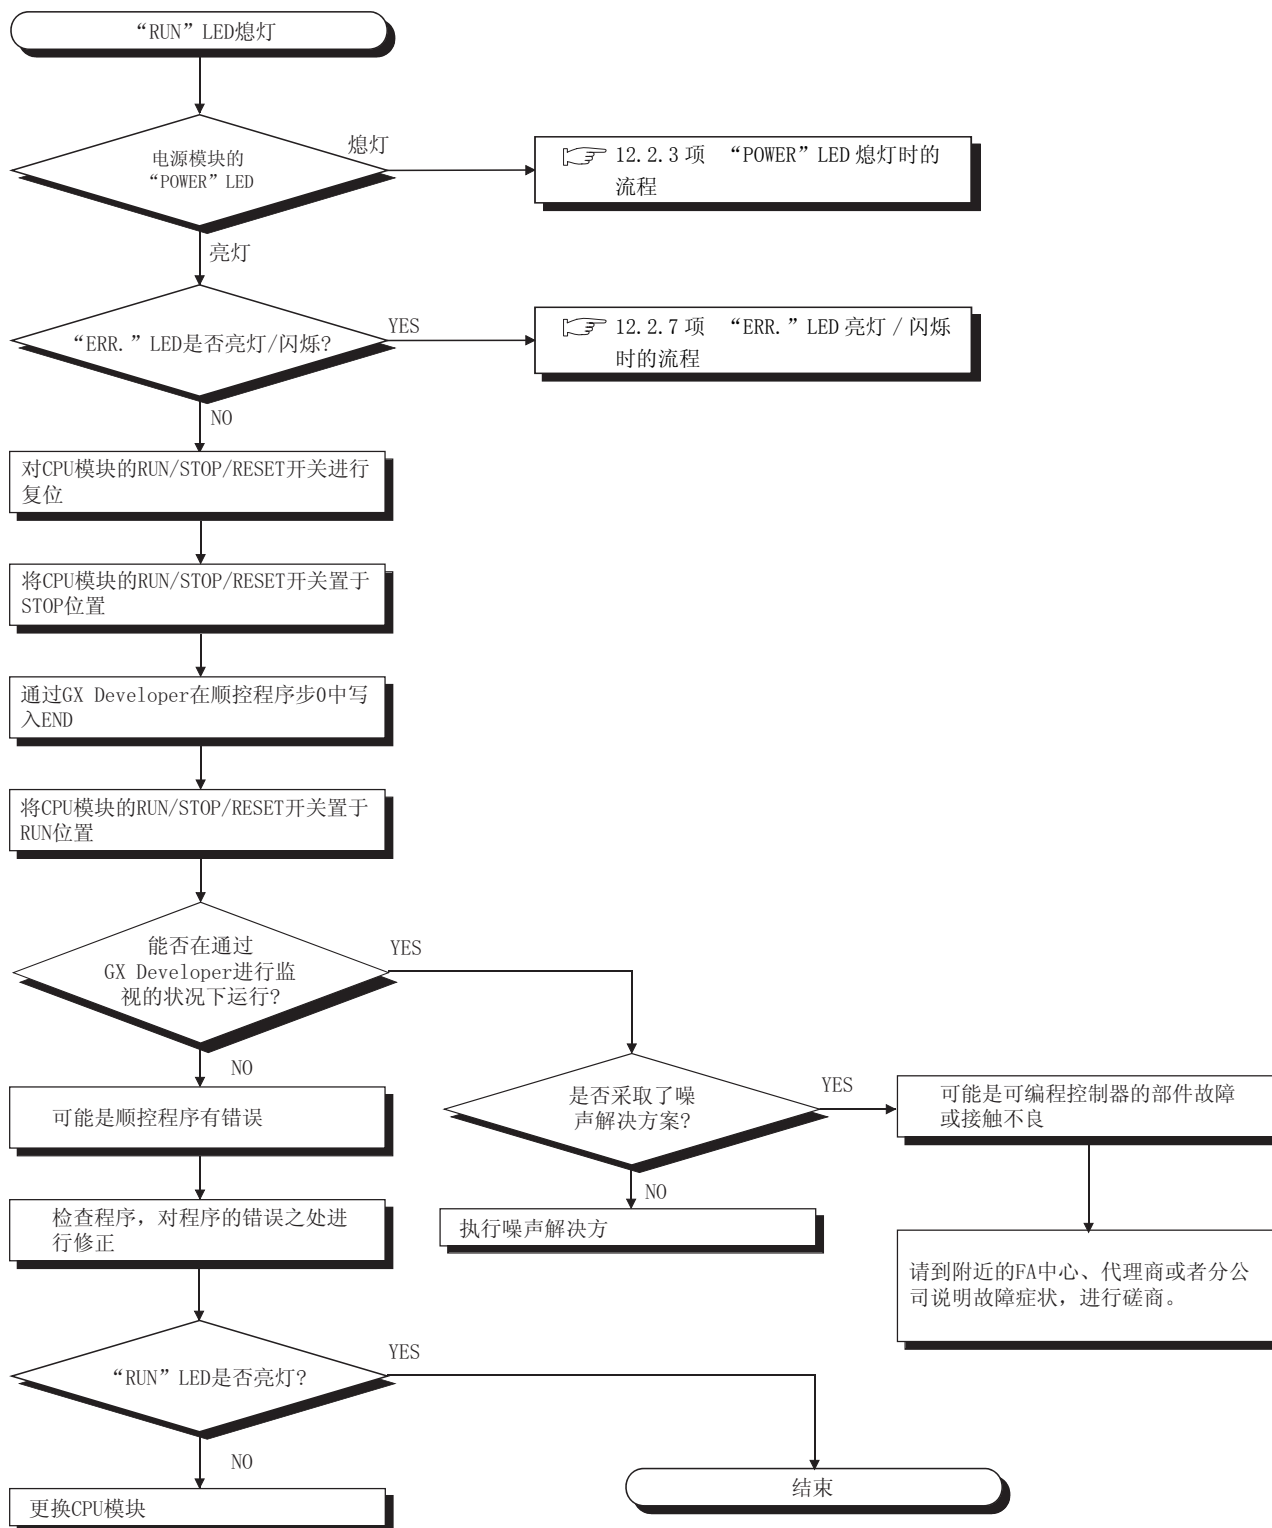 “RUN”LED熄灯
电源模块的
“POWER”LED
熄灯
12.2.3 项 “POWER”LED 熄灯时的
流程
亮灯
“ERR.”LED是否亮灯/闪烁?
YES
12.2.7 项 “ERR.”LED 亮灯 / 闪烁
时的流程
NO
对CPU模块的RUN/STOP/RESET开关进行
复位
将CPU模块的RUN/STOP/RESET开关置于
STOP位置
通过GX Developer在顺控程序步0中写
入END
将CPU模块的RUN/STOP/RESET开关置于
RUN位置
能否在通过
GX Developer进行监
视的状况下运行?
YES
NO
可能是顺控程序有错误
是否采取了噪
声解决方案?
YES
可能是可编程控制器的部件故障
或接触不良
NO
检查程序，对程序的错误之处进
行修正
执行噪声解决方
请到附近的FA中心、代理商或者分公
司说明故障症状，进行磋商。
“RUN”LED是否亮灯?
YES
NO
更换CPU模块
结束